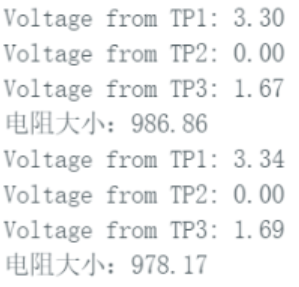 Voltage from TP1: 3.30
Voltage from TP2: 0.00
Voltage from TP3: 1.67
电阻大小：986.86
Voltage from TP1: 3.34
Voltage from TP2: 0.00
Voltage from TP3: 1.69
电阻大小：978.17